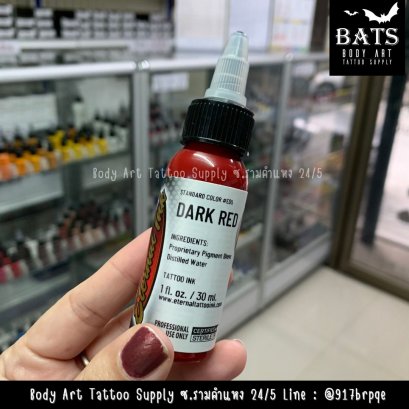 BATS
BODY ART
TATTOO SUPPLY
Body Art Tattoo Supply ซ.รามคำแหง 24/5
STANDARD COLOR
DARK RED
INGREDIENTS:
Proprietary Pigment Blend
Distilled Water
TATTOO INK
1 fl. oz. / 30 ml.
www.eternaltattooink.com
PROFESSIONAL
USE ONLY
CERTIFIED
STERILE
Body Art Tattoo Supply ซ.รามคำแหง 24/5 Line : @917brpqe